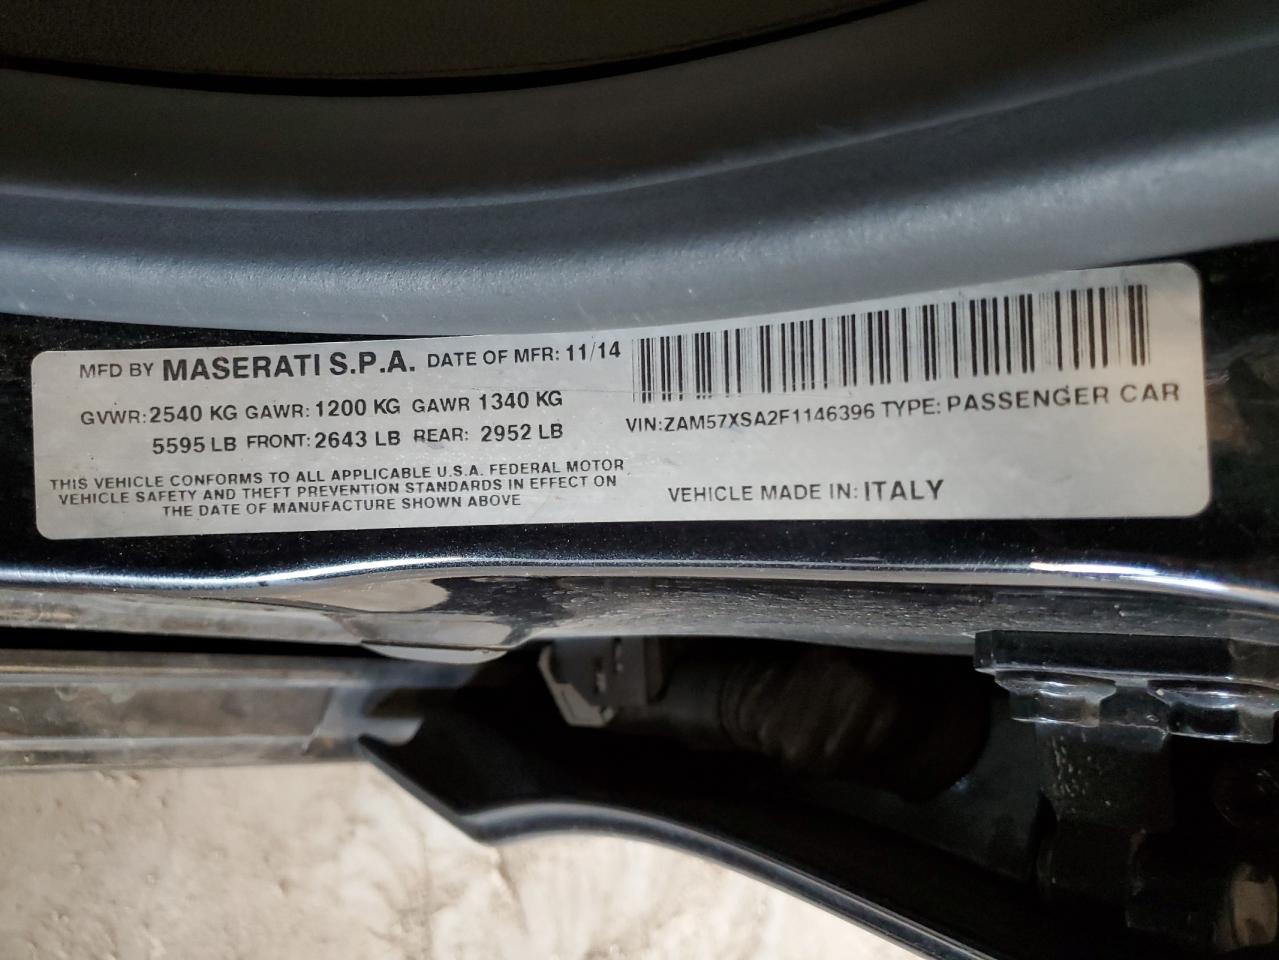 MFD BY MASERATI S.P.A. DATE OF MFR: 11/14
GVWR: 2540 KG GAWR: 1200 KG GAWR 1340 KG
5595 LB FRONT: 2643 LB REAR: 2952 LB
THIS VEHICLE CONFORMS TO ALL APPLICABLE U.S.A. FEDERAL MOTOR
VEHICLE SAFETY AND THEFT PREVENTION STANDARDS IN EFFECT ON
THE DATE OF MANUFACTURE SHOWN ABOVE
VIN:ZAM57XSA2F1146396 TYPE: PASSENGER CAR
VEHICLE MADE IN: ITALY